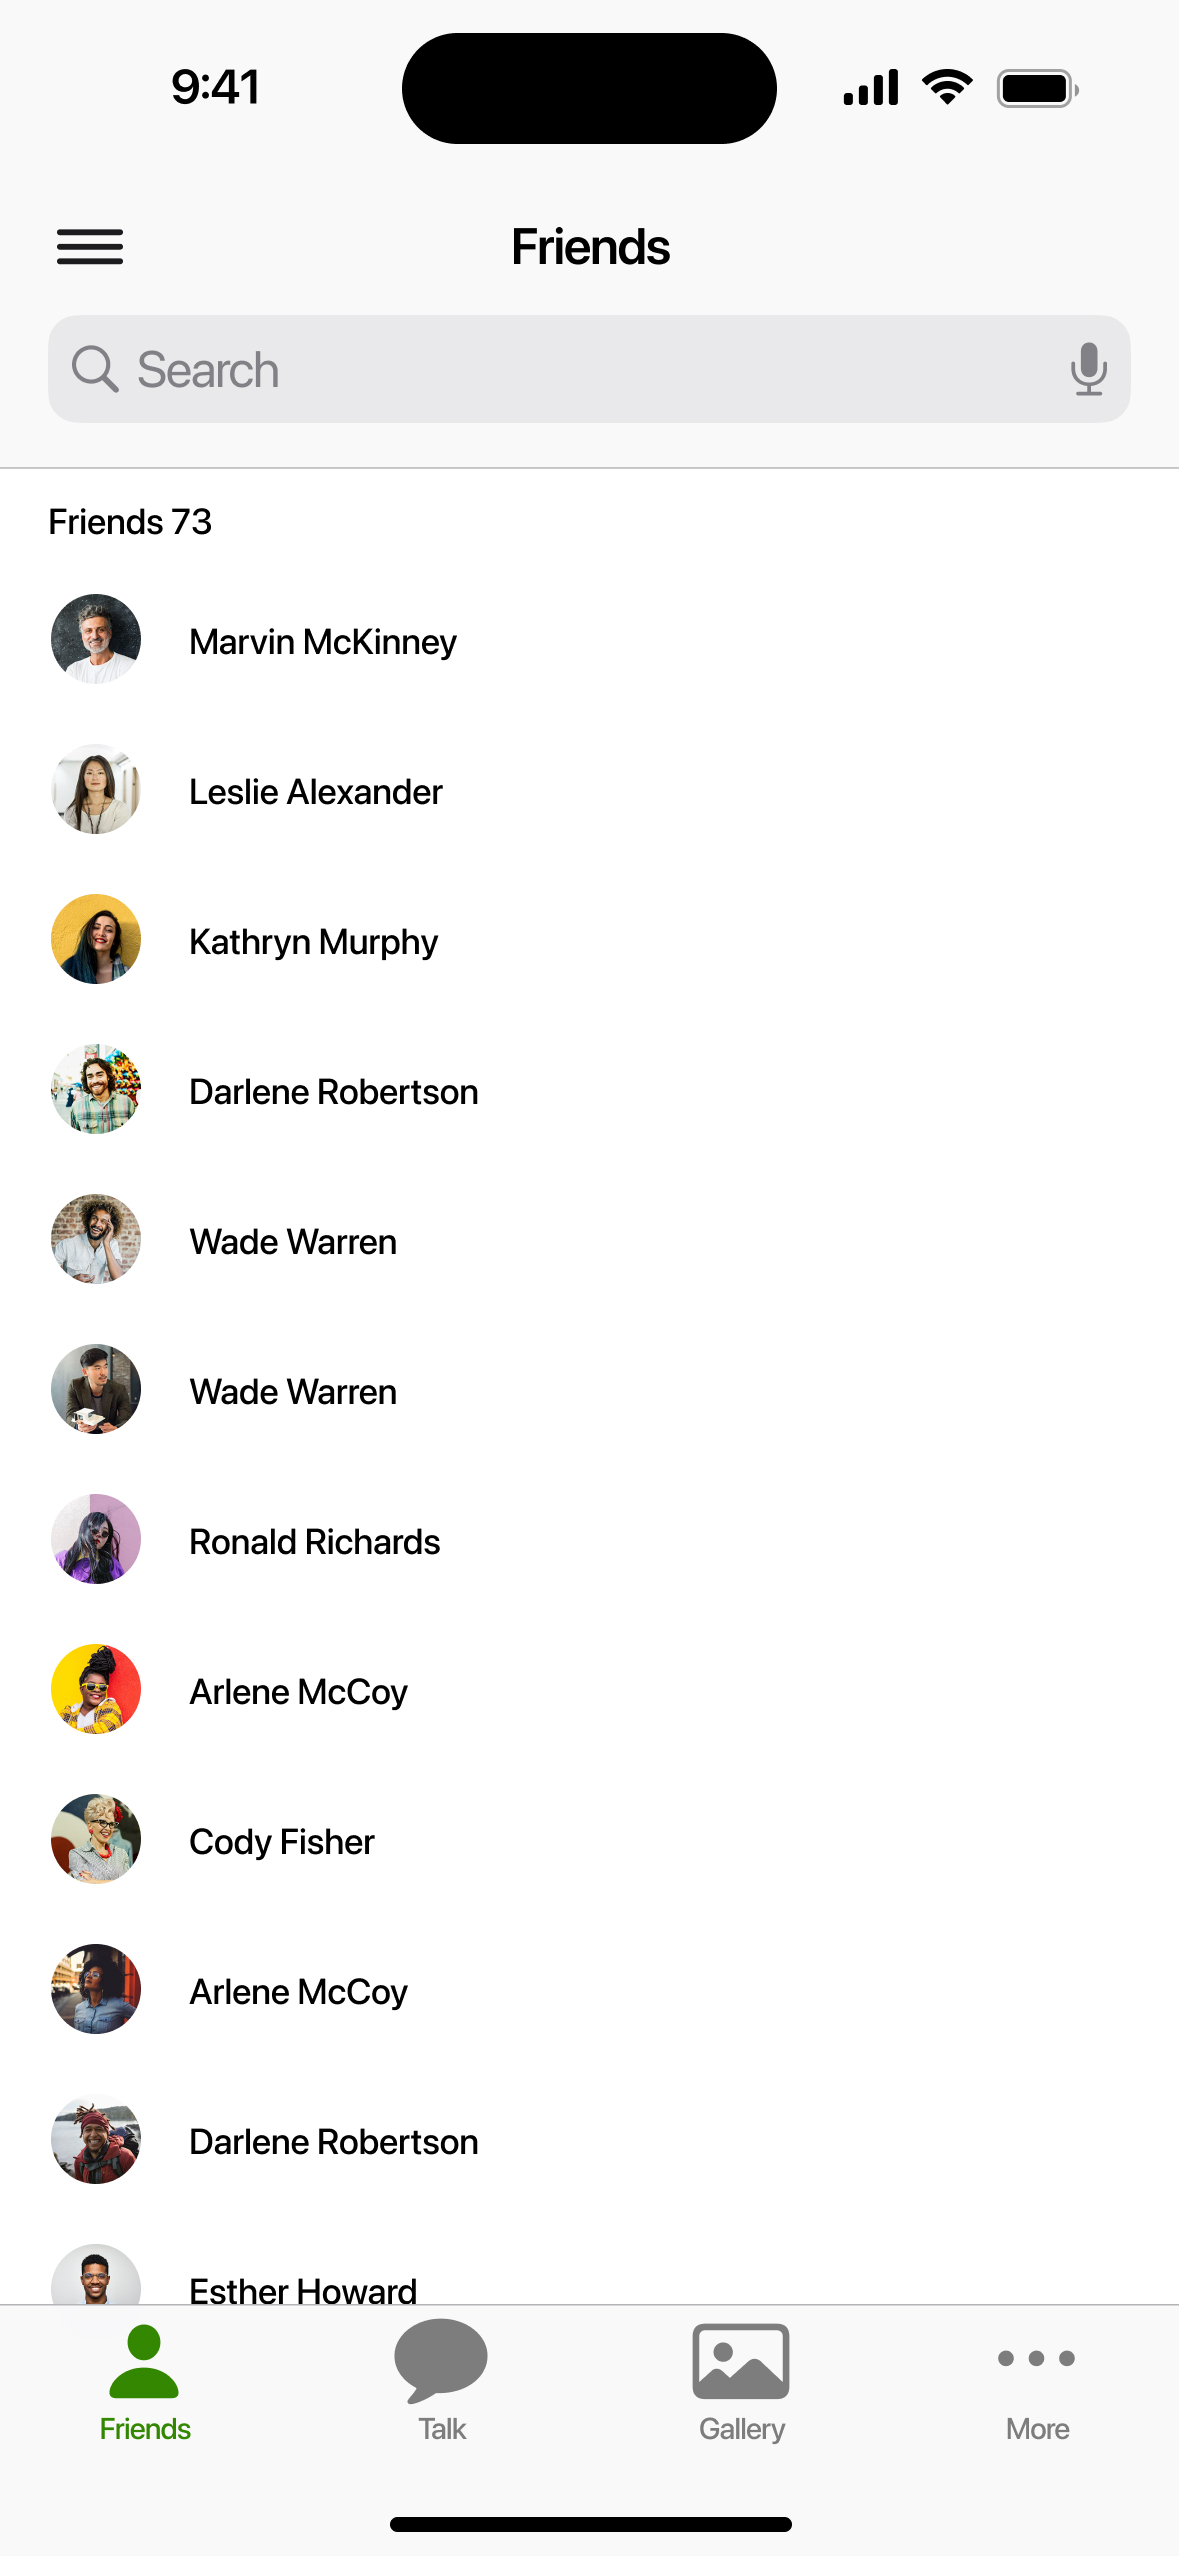 9:41
Friends
Search
Friends 73
Marvin McKinney
Leslie Alexander
Kathryn Murphy
Darlene Robertson
Wade Warren
Wade Warren
Ronald Richards
Arlene McCoy
Cody Fisher
Arlene McCoy
Darlene Robertson
Esther Howard
Friends
Talk
Gallery
More